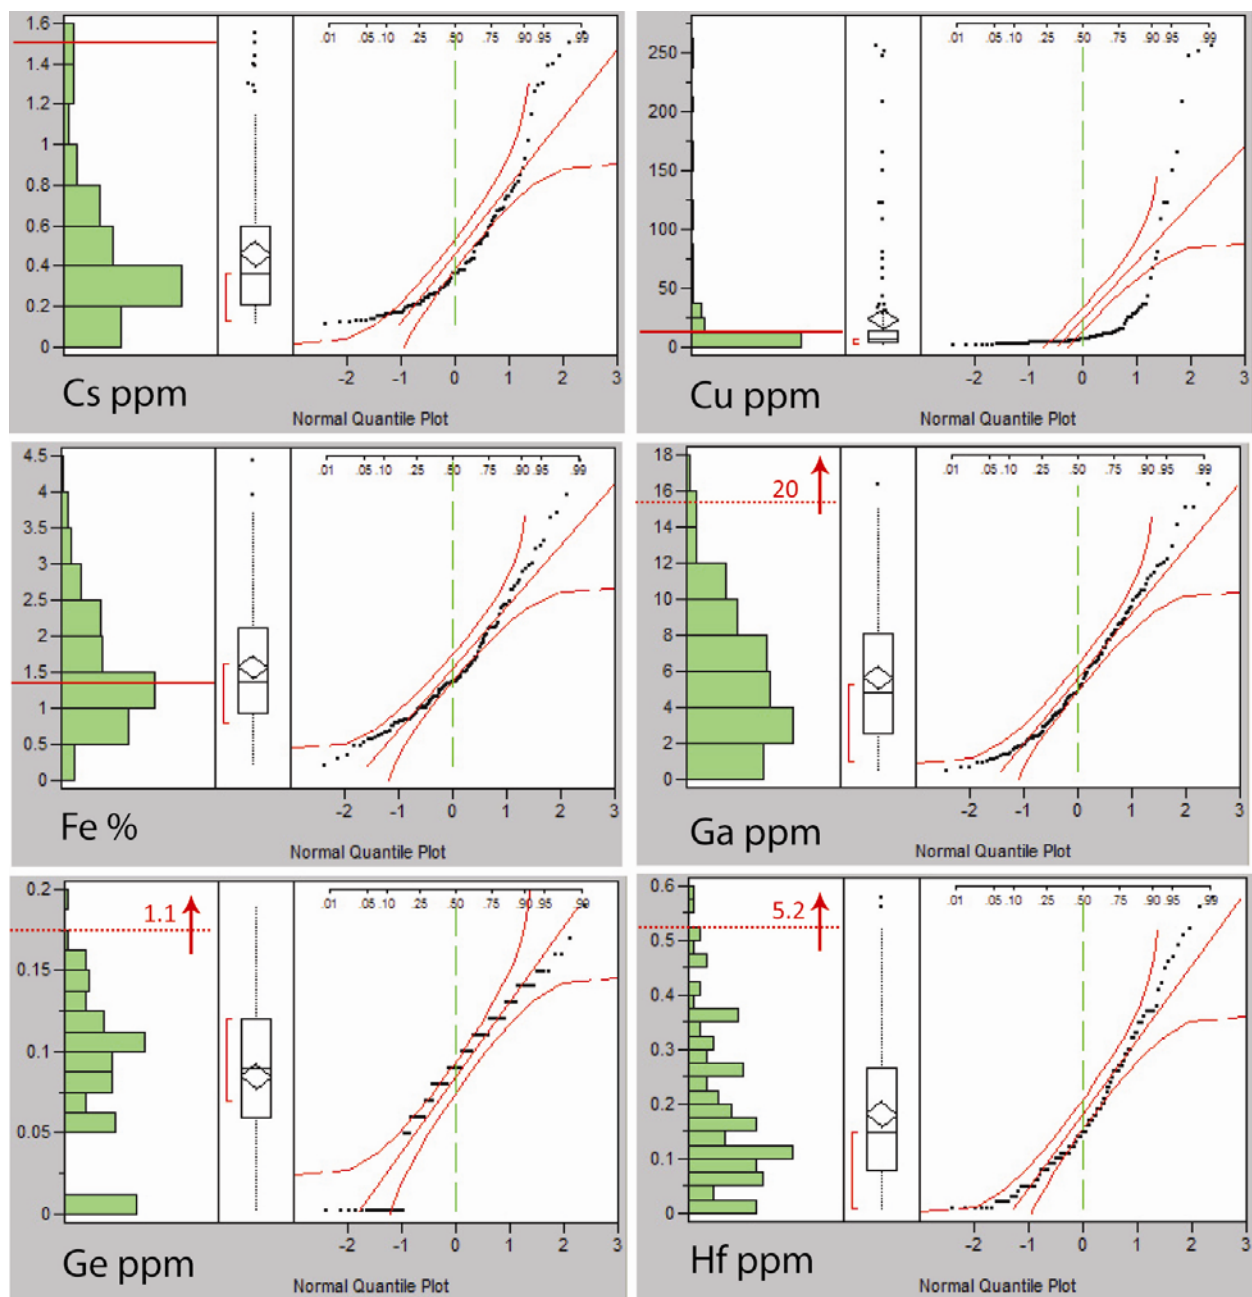 1.6
1.4
1.2
1
0.8
0.6
0.4
0.2
0
.01 .05 .10 .25 .50 .75 .90 .95 .99
-2 -1 0 1 2 3
Cs ppm
Normal Quantile Plot
250
200
150
100
50
0
.01 .05 .10 .25 .50 .75 .90 .95 .99
-2 -1 0 1 2 3
Cu ppm
Normal Quantile Plot
4.5
4
3.5
3
2.5
2
1.5
1
0.5
0
.01 .05 .10 .25 .50 .75 .90 .95 .99
-2 -1 0 1 2 3
Fe %
Normal Quantile Plot
18
16
14
12
10
8
6
4
2
0
20
.01 .05 .10 .25 .50 .75 .90 .95 .99
-2 -1 0 1 2 3
Ga ppm
Normal Quantile Plot
0.2
0.15
0.1
0.05
0
1.1
.01 .05 .10 .25 .50 .75 .90 .95 .99
-2 -1 0 1 2 3
Ge ppm
Normal Quantile Plot
0.6
0.5
0.4
0.3
0.2
0.1
0
5.2
.01 .05 .10 .25 .50 .75 .90 .95 .99
-2 -1 0 1 2 3
Hf ppm
Normal Quantile Plot